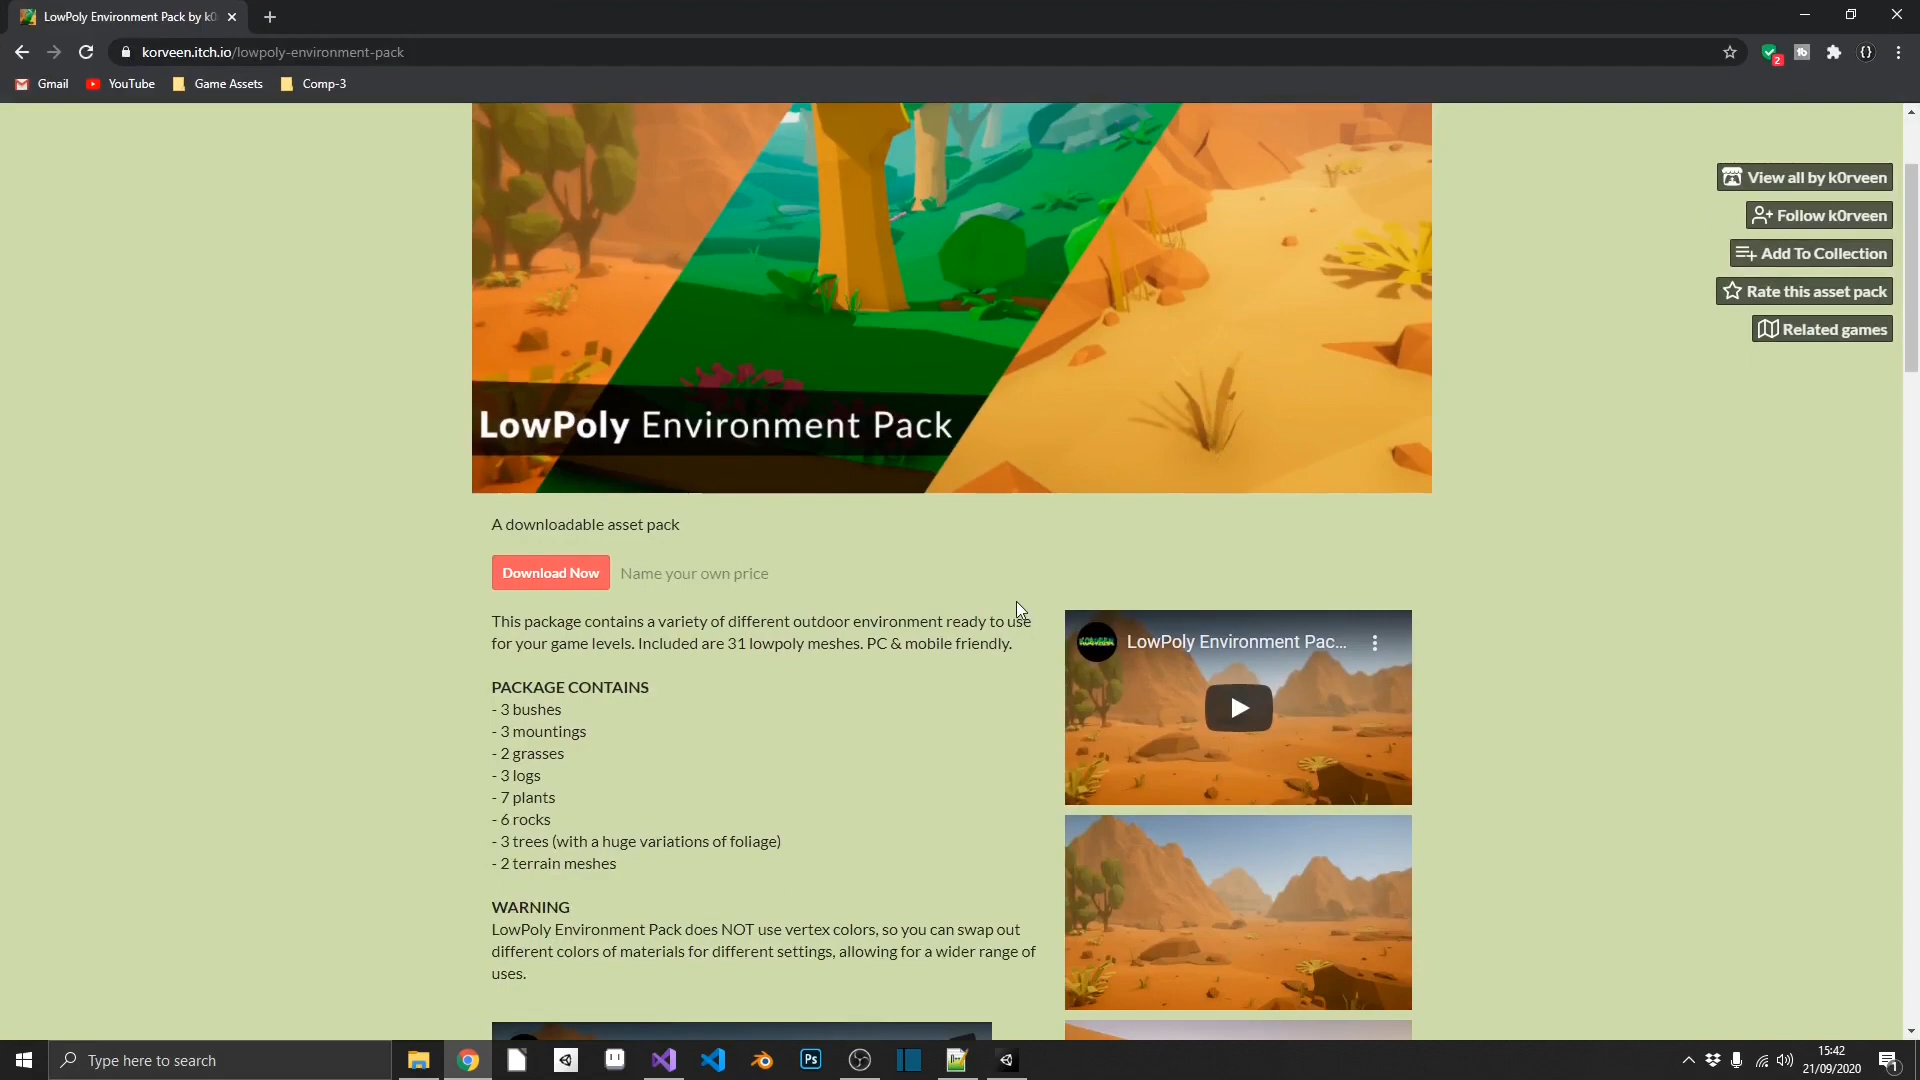 LowPoly Environment Pack by k0
korveen.itch.io/lowpoly-environment-pack
2
Gmail
YouTube
Game Assets
Comp-3
View all by k0rveen
Follow k0rveen
Add To Collection
Rate this asset pack
Related games
LowPoly Environment Pack
A downloadable asset pack
Download Now
Name your own price
This package contains a variety of different outdoor environment ready to use
for your game levels. Included are 31 lowpoly meshes. PC & mobile friendly.
PACKAGE CONTAINS
- 3 bushes
- 3 mountings
- 2 grasses
- 3 logs
- 7 plants
- 6 rocks
- 3 trees (with a huge variations of foliage)
- 2 terrain meshes
WARNING
LowPoly Environment Pack does NOT use vertex colors, so you can swap out
different colors of materials for different settings, allowing for a wider range of
uses.
LowPoly Environment Pac...
Type here to search
Ps
15:42
21/09/2020
1